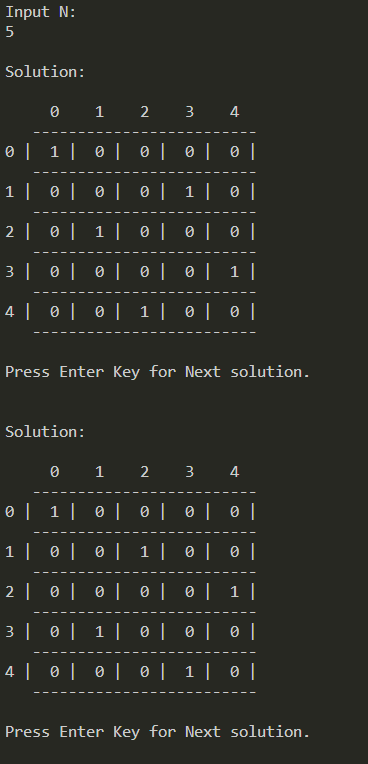 Input N:
5
Solution:
0 1 2 3 4
-------------------------
0 | 1 | 0 | 0 | 0 | 0 |
-------------------------
1 | 0 | 0 | 0 | 1 | 0 |
-------------------------
2 | 0 | 1 | 0 | 0 | 0 |
-------------------------
3 | 0 | 0 | 0 | 0 | 1 |
-------------------------
4 | 0 | 0 | 1 | 0 | 0 |
-------------------------
Press Enter Key for Next solution.
Solution:
0 1 2 3 4
-------------------------
0 | 1 | 0 | 0 | 0 | 0 |
-------------------------
1 | 0 | 0 | 1 | 0 | 0 |
-------------------------
2 | 0 | 0 | 0 | 0 | 1 |
-------------------------
3 | 0 | 1 | 0 | 0 | 0 |
-------------------------
4 | 0 | 0 | 0 | 1 | 0 |
-------------------------
Press Enter Key for Next solution.